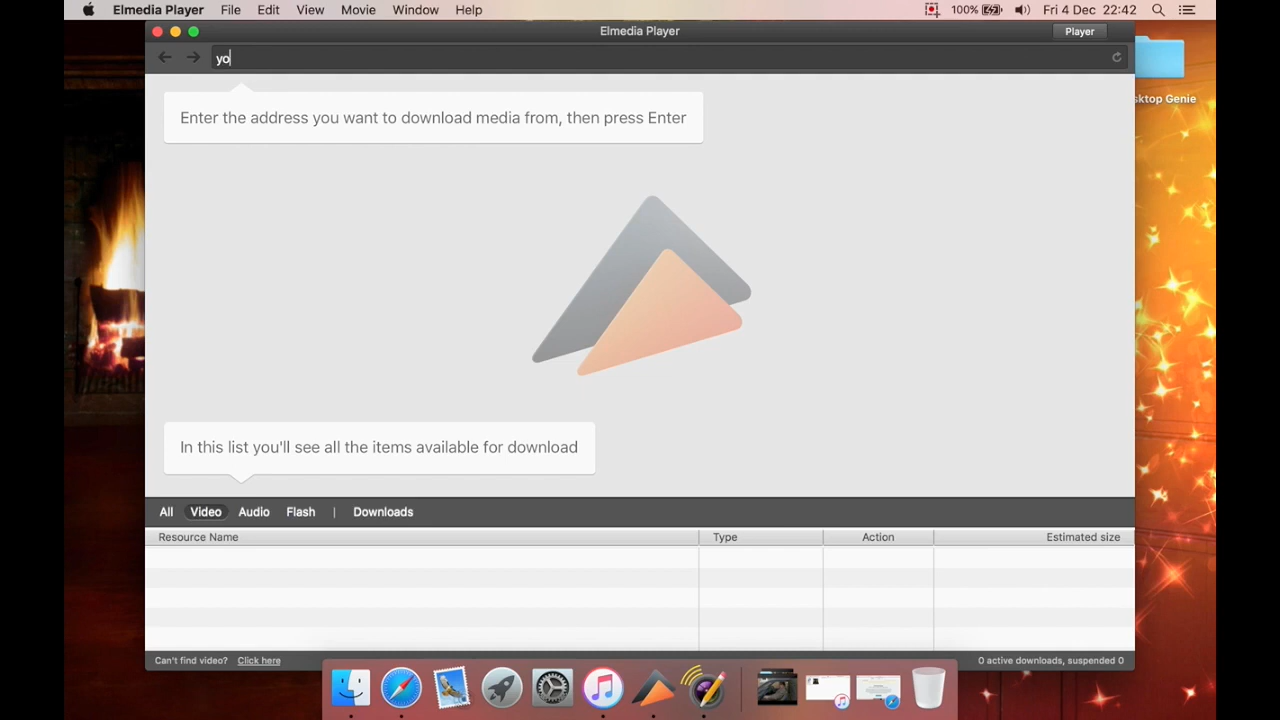 Elmedia Player File Edit View Movie Window Help 100% Fri 4 Dec 22:42
Elmedia Player Player
yo
sktop Genie
Enter the address you want to download media from, then press Enter
In this list you'll see all the items available for download
All Video Audio Flash | Downloads
Resource Name Type Action Estimated size
Can't find video? Click here 0 active downloads, suspended 0